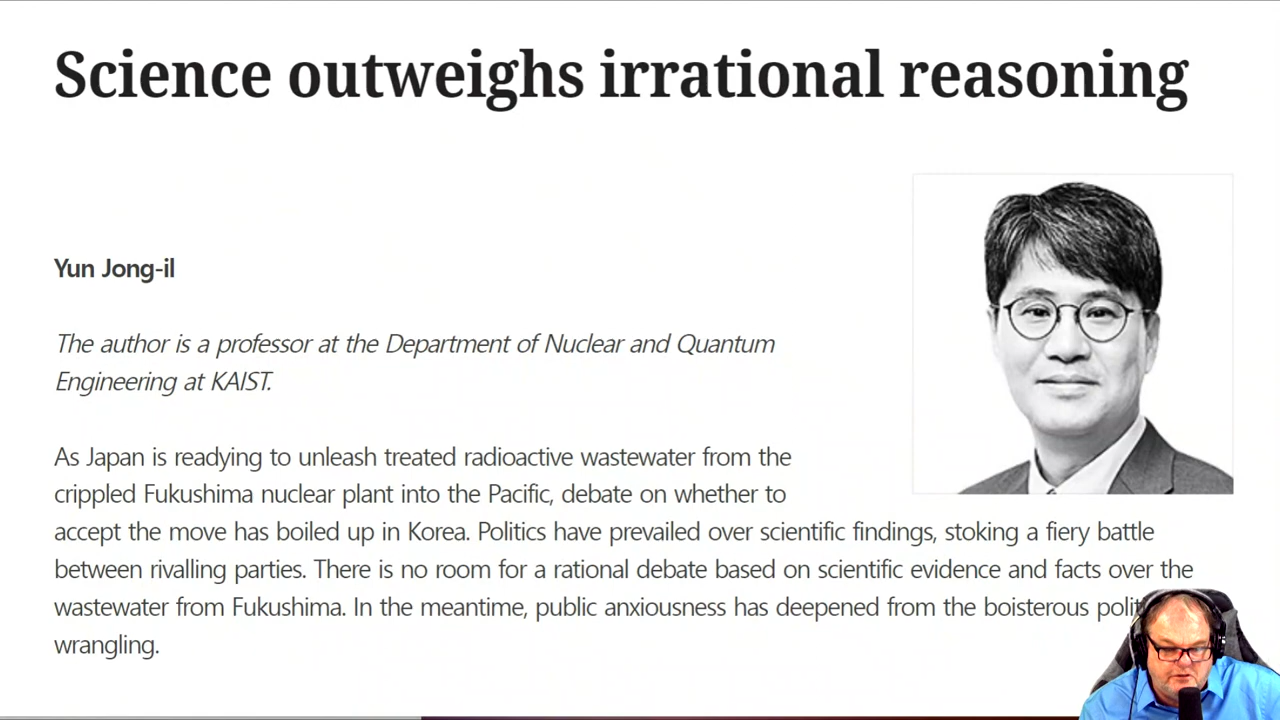 Science outweighs irrational reasoning
Yun Jong-il
The author is a professor at the Department of Nuclear and Quantum
Engineering at KAIST.
As Japan is readying to unleash treated radioactive wastewater from the
crippled Fukushima nuclear plant into the Pacific, debate on whether to
accept the move has boiled up in Korea. Politics have prevailed over scientific findings, stoking a fiery battle
between rivalling parties. There is no room for a rational debate based on scientific evidence and facts over the
wastewater from Fukushima. In the meantime, public anxiousness has deepened from the boisterous
wrangling.